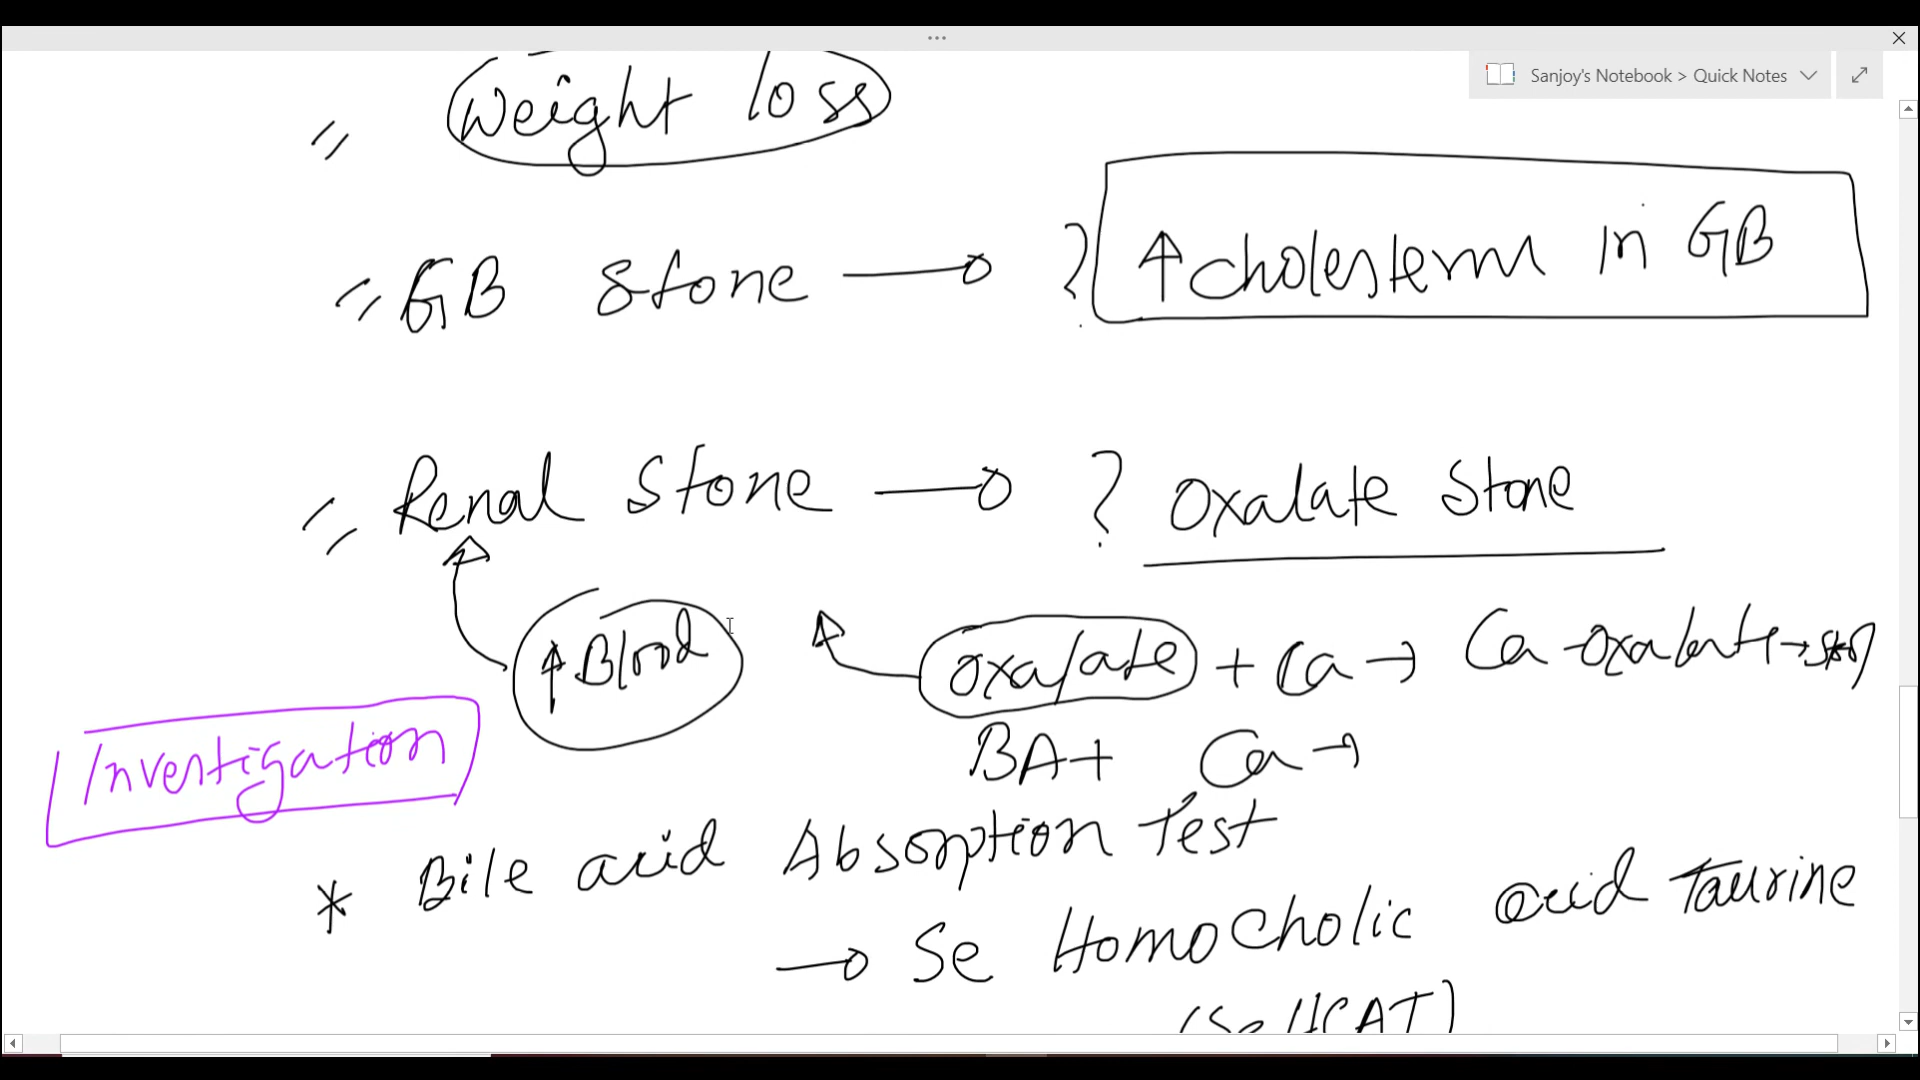 ...
Sanjoy's Notebook > Quick Notes
= Weight loss
= GB Stone → ? ↑ Cholesterol in GB
= Renal Stone → ? Oxalate Stone
↑ Blood Oxalate + Ca → Ca-Oxalate →
BA + Ca →
Investigation
* Bile acid Absorption Test
→ Se Homocholic acid Taurine
(SeHCAT)